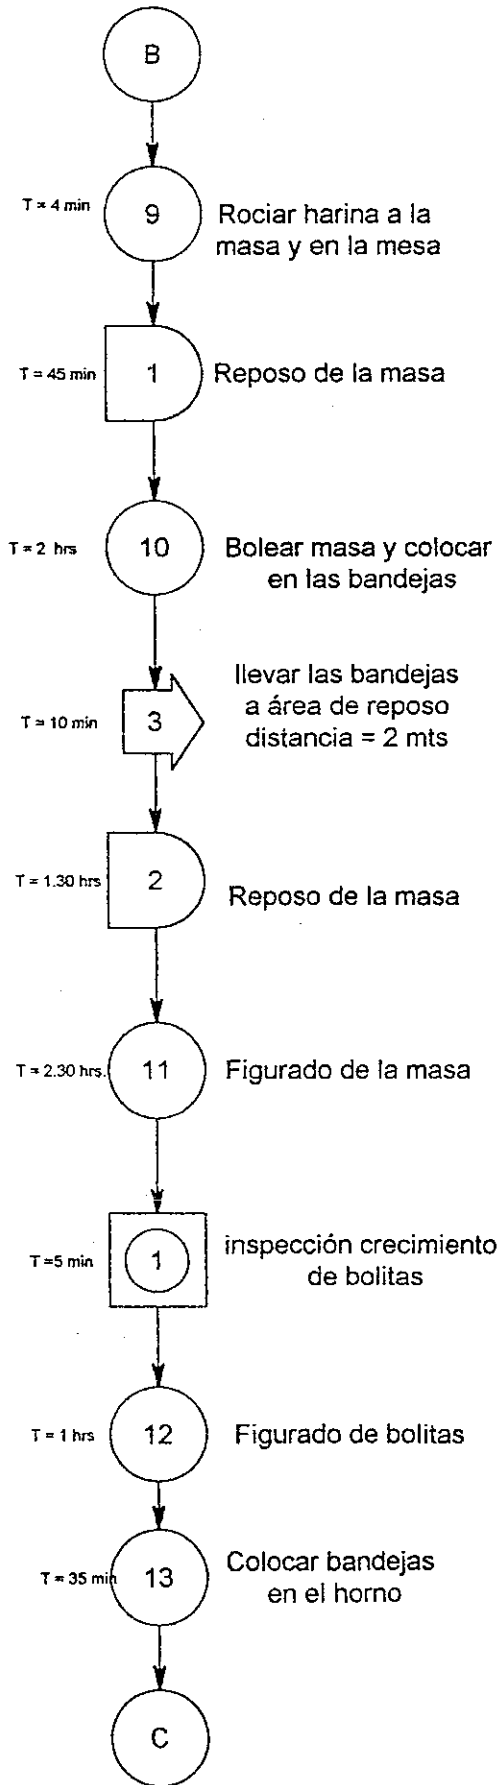 B
T = 4 min
9
Rociar harina a la
masa y en la mesa
T = 45 min
1
Reposo de la masa
T = 2 hrs
10
Bolear masa y colocar
en las bandejas
T = 10 min
3
llevar las bandejas
a área de reposo
distancia = 2 mts
T = 1.30 hrs
2
Reposo de la masa
T = 2.30 hrs.
11
Figurado de la masa
T =5 min
1
inspección crecimiento
de bolitas
T = 1 hrs
12
Figurado de bolitas
T = 35 min
13
Colocar bandejas
en el horno
C